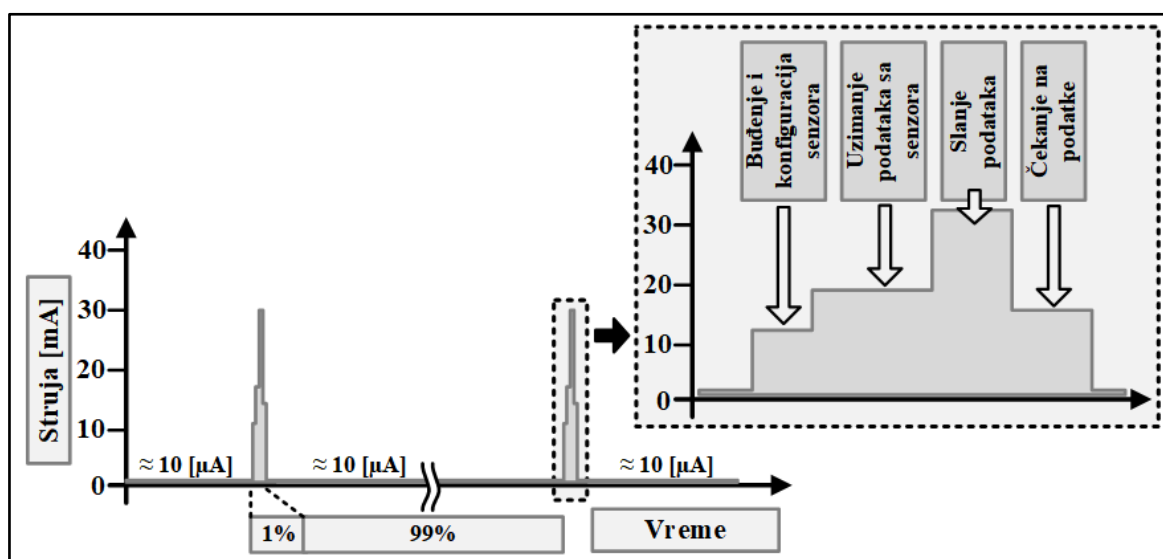 Struja [mA]
40
30
20
10
0
≈ 10 [µA]
≈ 10 [µA]
≈ 10 [µA]
1%
99%
Vreme
Buđenje i
konfiguracija
senzora
Uzimanje
podataka sa
senzora
Slanje
podataka
Čekanje na
podatke
40
30
20
10
0